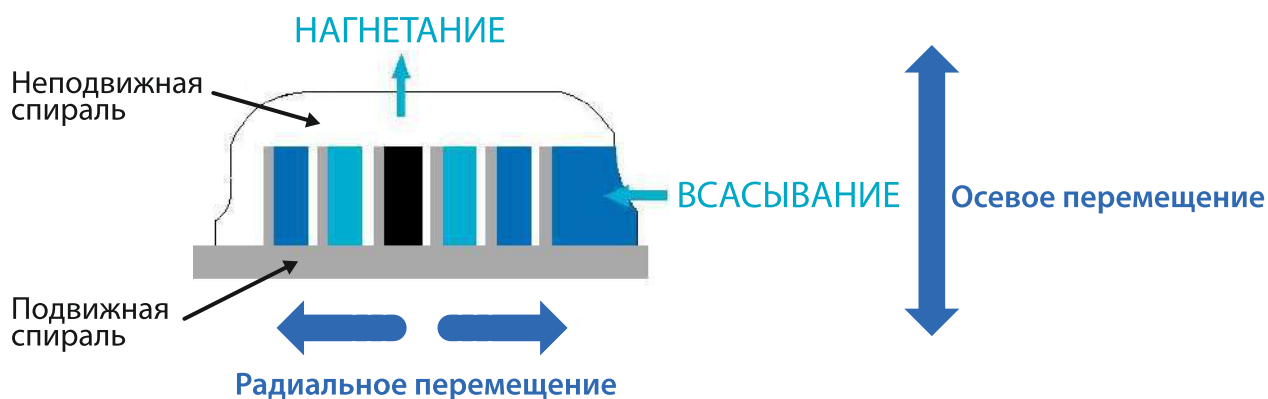 НАГНЕТАНИЕ
Неподвижная
спираль
ВСАСЫВАНИЕ
Осевое перемещение
Подвижная
спираль
Радиальное перемещение